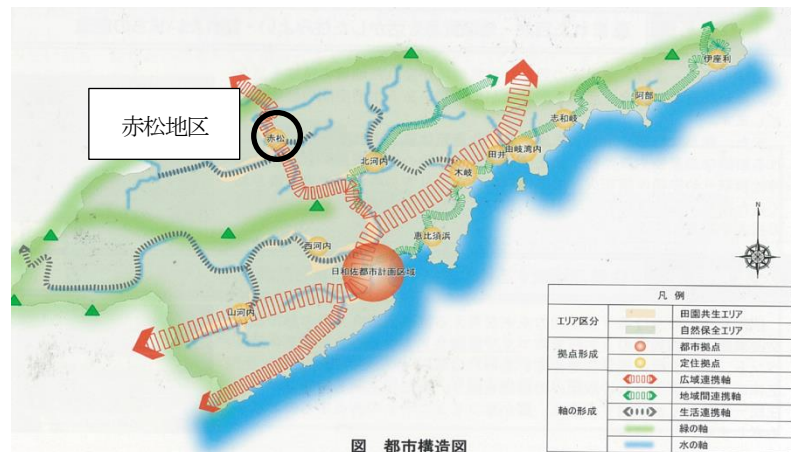 赤松地区
赤松
伊座利
阿部
志和岐
由岐湾内
田井
木岐
北河内
恵比須浜
西河内
日和佐都市計画区域
山河内
N
凡 例
エリア区分
田園共生エリア
自然保全エリア
拠点形成
都市拠点
定住拠点
軸の形成
広域連携軸
地域間連携軸
生活連携軸
緑の軸
水の軸
図 都市構造図